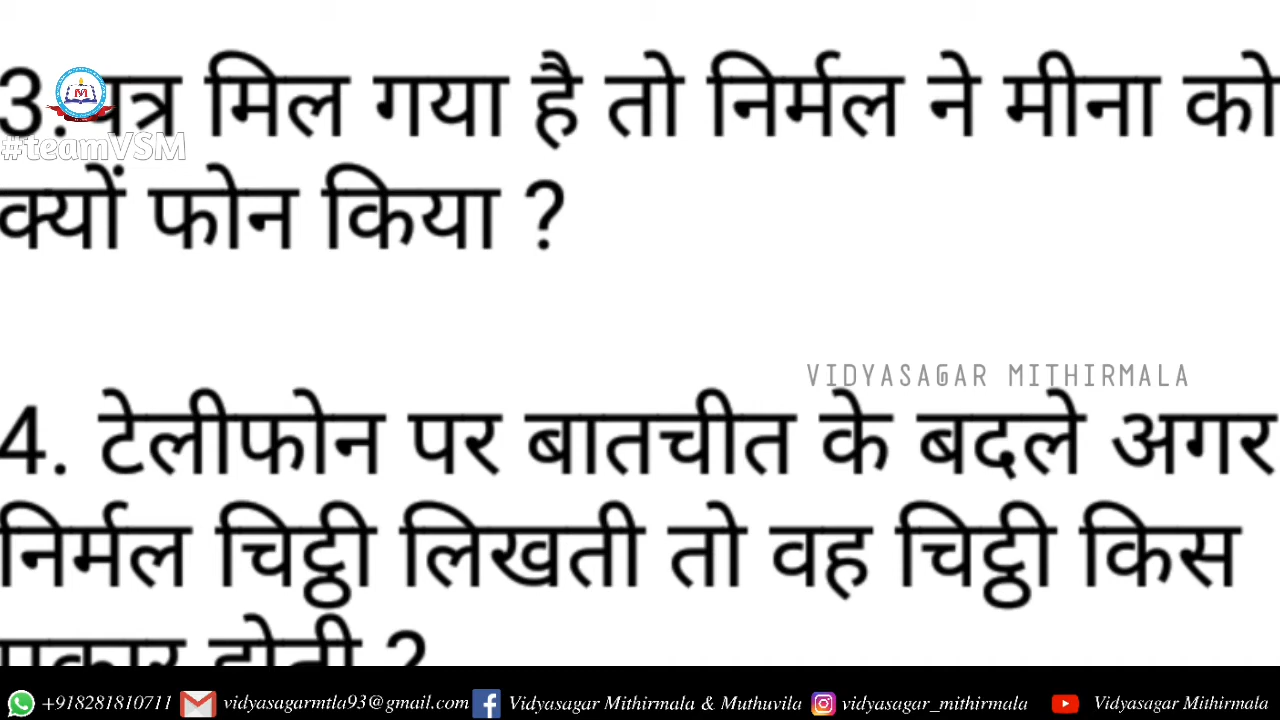 3.पत्र मिल गया है तो निर्मल ने मीना को
#teamVSM
क्यों फोन किया ?
VIDYASAGAR MITHIRMALA
4. टेलीफोन पर बातचीत के बदले अगर
निर्मल चिट्ठी लिखती तो वह चिट्ठी किस
प्रकार होती ?
+918281810711 vidyasagarmtla93@gmail.com Vidyasagar Mithirmala & Muthuvila vidyasagar_mithirmala Vidyasagar Mithirmala